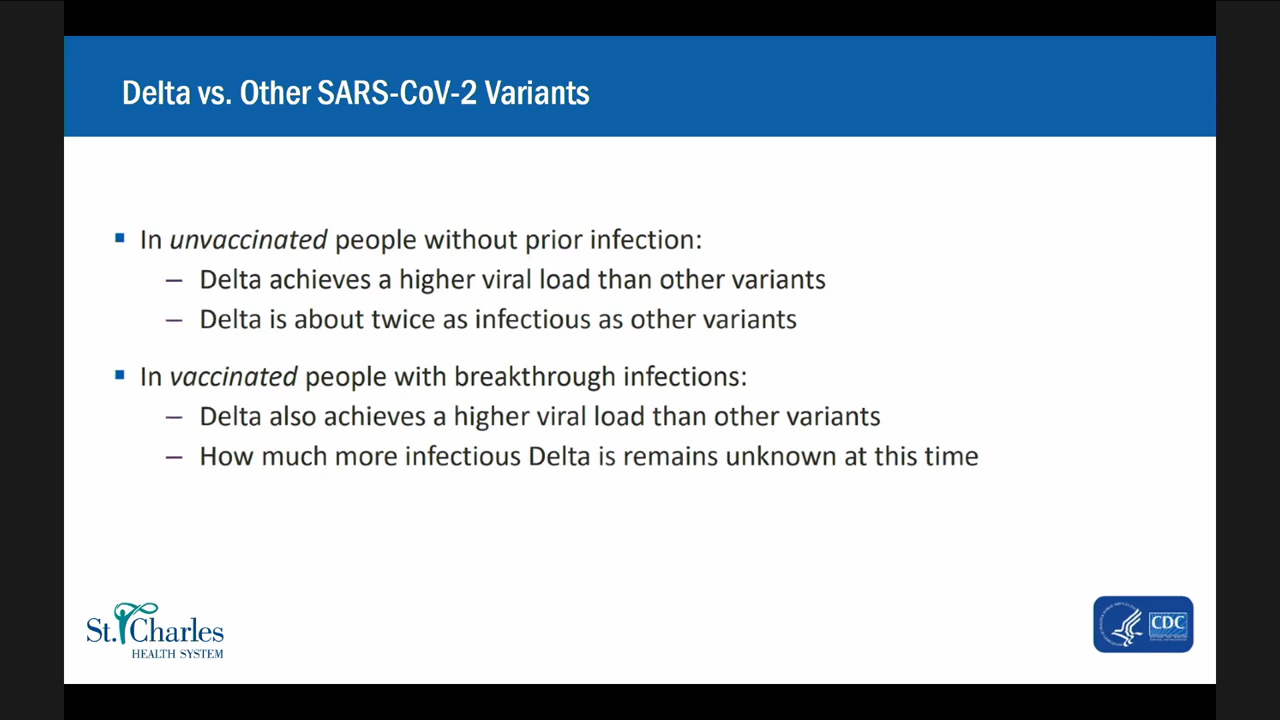 Delta vs. Other SARS-CoV-2 Variants
In unvaccinated people without prior infection:
– Delta achieves a higher viral load than other variants
– Delta is about twice as infectious as other variants
In vaccinated people with breakthrough infections:
– Delta also achieves a higher viral load than other variants
– How much more infectious Delta is remains unknown at this time
St. Charles
HEALTH SYSTEM
CDC